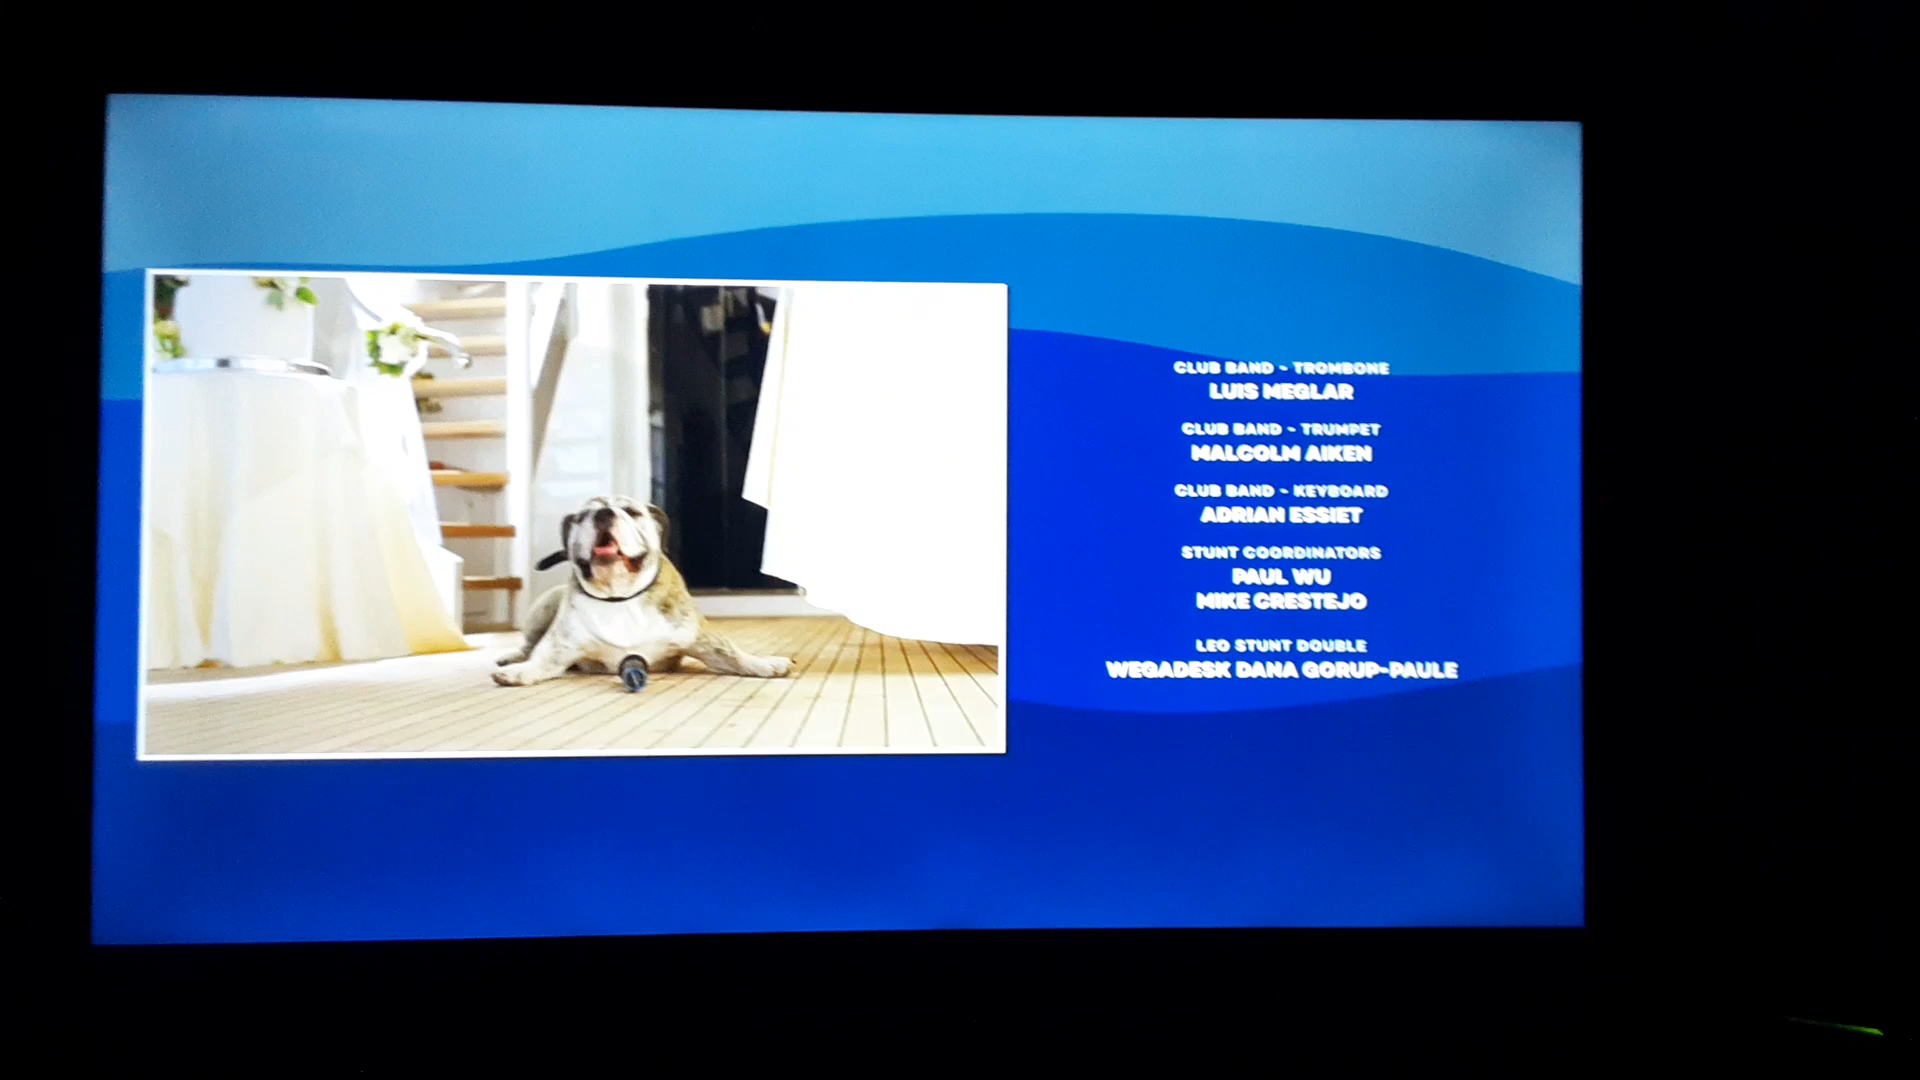 CLUB BAND - TROMBONE
LUIS MEGLAR
CLUB BAND - TRUMPET
MALCOLM AIKEN
CLUB BAND - KEYBOARD
ADRIAN ESSIET
STUNT COORDINATORS
PAUL WU
MIKE CRESTEJO
LEO STUNT DOUBLE
WEGADESK DANA GORUP-PAULE